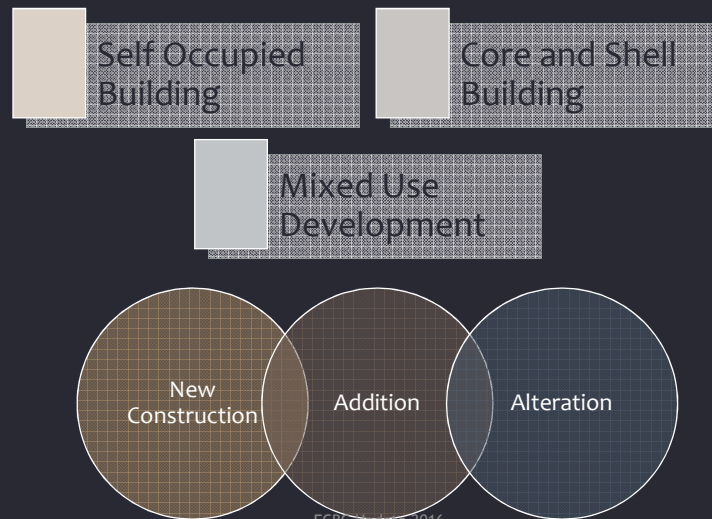 Self Occupied
Building
Core and Shell
Building
Mixed Use
Development
New
Construction
Addition
Alteration